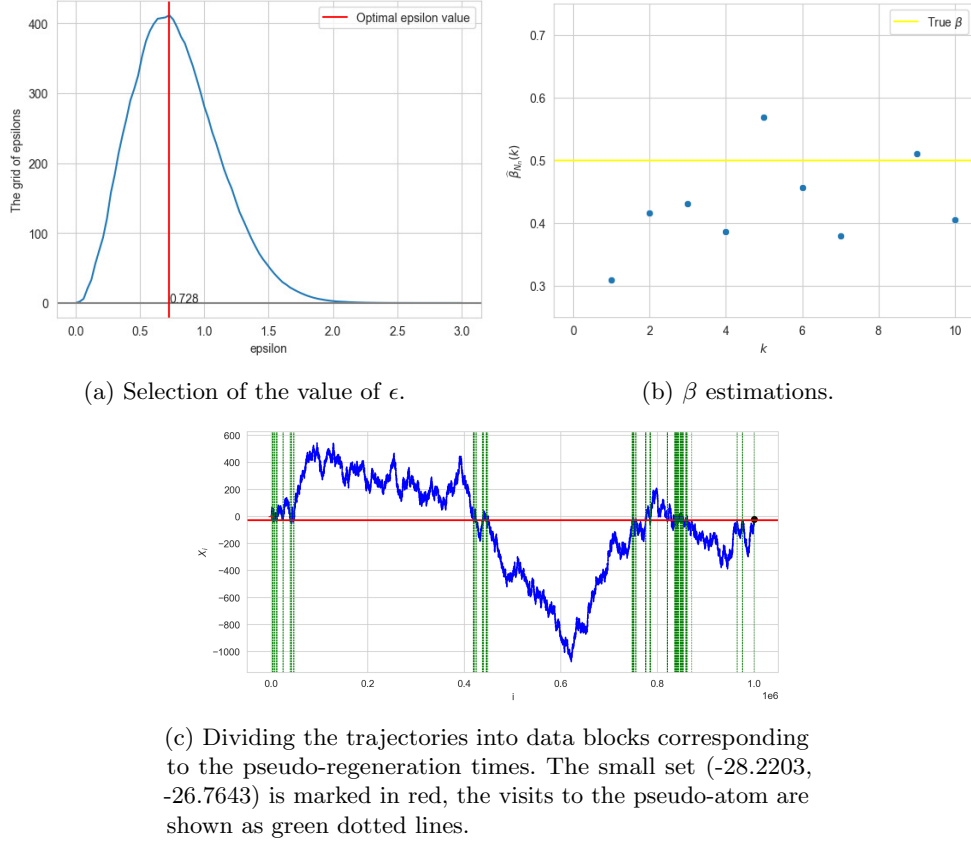 400
300
200
100
0
The grid of epsilons
Optimal epsilon value
0.728
0.0 0.5 1.0 1.5 2.0 2.5 3.0
epsilon
0.7
0.6
0.5
0.4
0.3
β̂_{N_n}(k)
True β
0 2 4 6 8 10
k
(a) Selection of the value of ϵ.
(b) β estimations.
600
400
200
0
−200
−400
−600
−800
−1000
X_i
0.0 0.2 0.4 0.6 0.8 1.0
1e6
i
(c) Dividing the trajectories into data blocks corresponding
to the pseudo-regeneration times. The small set (-28.2203,
-26.7643) is marked in red, the visits to the pseudo-atom are
shown as green dotted lines.